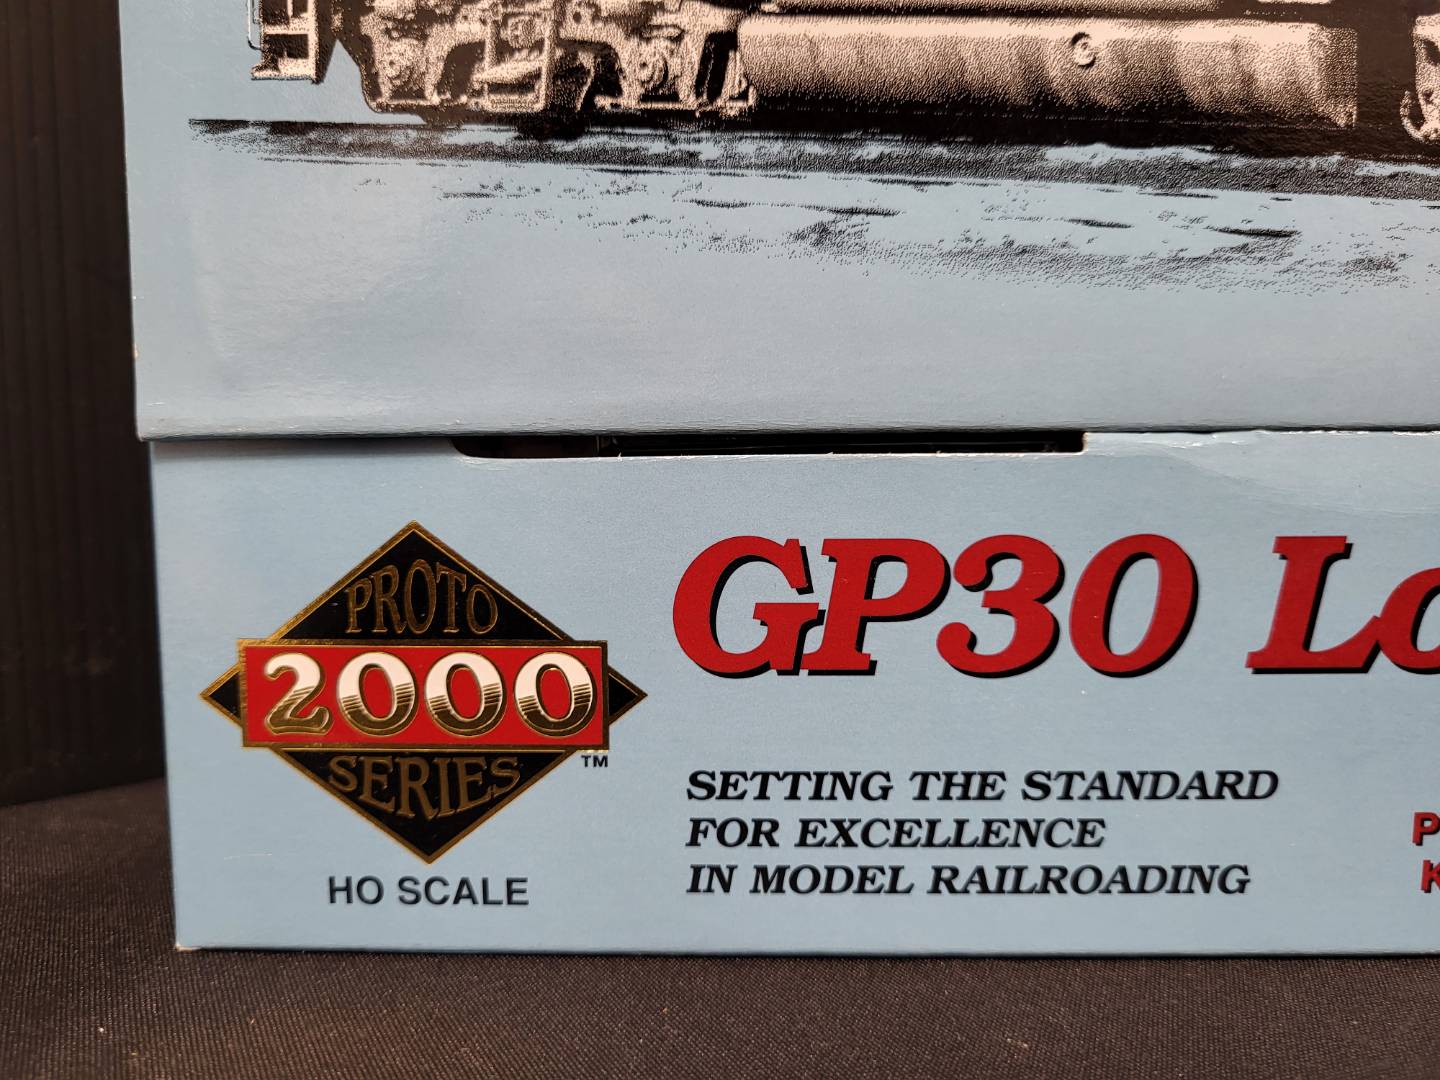 PROTO
2000
SERIES
TM
HO SCALE
GP30 Lo
SETTING THE STANDARD
FOR EXCELLENCE
IN MODEL RAILROADING
P
K